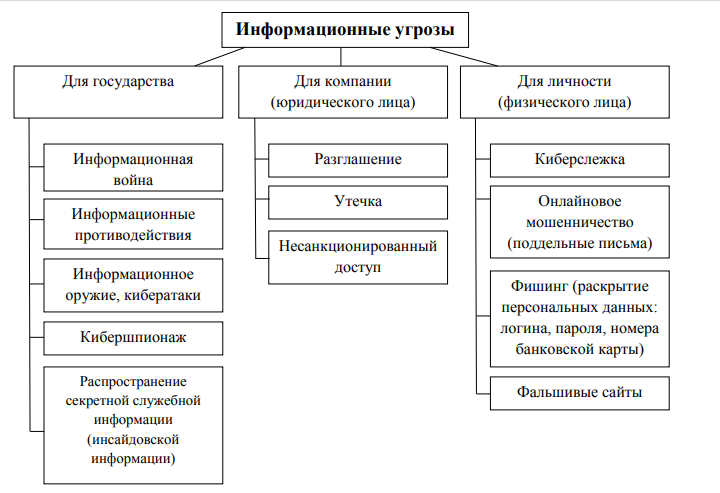 Информационные угрозы
Для государства
Информационная
война
Информационные
противодействия
Информационное
оружие, кибератаки
Кибершпионаж
Распространение
секретной служебной
информации
(инсайдовской
информации)
Для компании
(юридического лица)
Разглашение
Утечка
Несанкционированный
доступ
Для личности
(физического лица)
Киберслежка
Онлайновое
мошенничество
(поддельные письма)
Фишинг (раскрытие
персональных данных:
логина, пароля, номера
банковской карты)
Фальшивые сайты